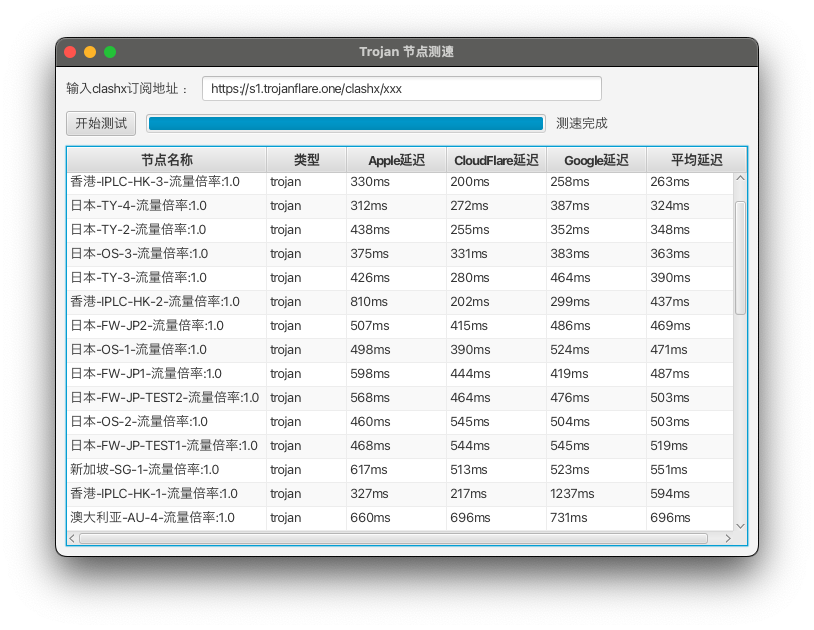 Trojan 节点测速
输入clashx订阅地址： https://s1.trojanflare.one/clashx/xxx
开始测试 测速完成
节点名称 类型 Apple延迟 CloudFlare延迟 Google延迟 平均延迟
香港-IPLC-HK-3-流量倍率:1.0 trojan 330ms 200ms 258ms 263ms
日本-TY-4-流量倍率:1.0 trojan 312ms 272ms 387ms 324ms
日本-TY-2-流量倍率:1.0 trojan 438ms 255ms 352ms 348ms
日本-OS-3-流量倍率:1.0 trojan 375ms 331ms 383ms 363ms
日本-TY-3-流量倍率:1.0 trojan 426ms 280ms 464ms 390ms
香港-IPLC-HK-2-流量倍率:1.0 trojan 810ms 202ms 299ms 437ms
日本-FW-JP2-流量倍率:1.0 trojan 507ms 415ms 486ms 469ms
日本-OS-1-流量倍率:1.0 trojan 498ms 390ms 524ms 471ms
日本-FW-JP1-流量倍率:1.0 trojan 598ms 444ms 419ms 487ms
日本-FW-JP-TEST2-流量倍率:1.0 trojan 568ms 464ms 476ms 503ms
日本-OS-2-流量倍率:1.0 trojan 460ms 545ms 504ms 503ms
日本-FW-JP-TEST1-流量倍率:1.0 trojan 468ms 544ms 545ms 519ms
新加坡-SG-1-流量倍率:1.0 trojan 617ms 513ms 523ms 551ms
香港-IPLC-HK-1-流量倍率:1.0 trojan 327ms 217ms 1237ms 594ms
澳大利亚-AU-4-流量倍率:1.0 trojan 660ms 696ms 731ms 696ms